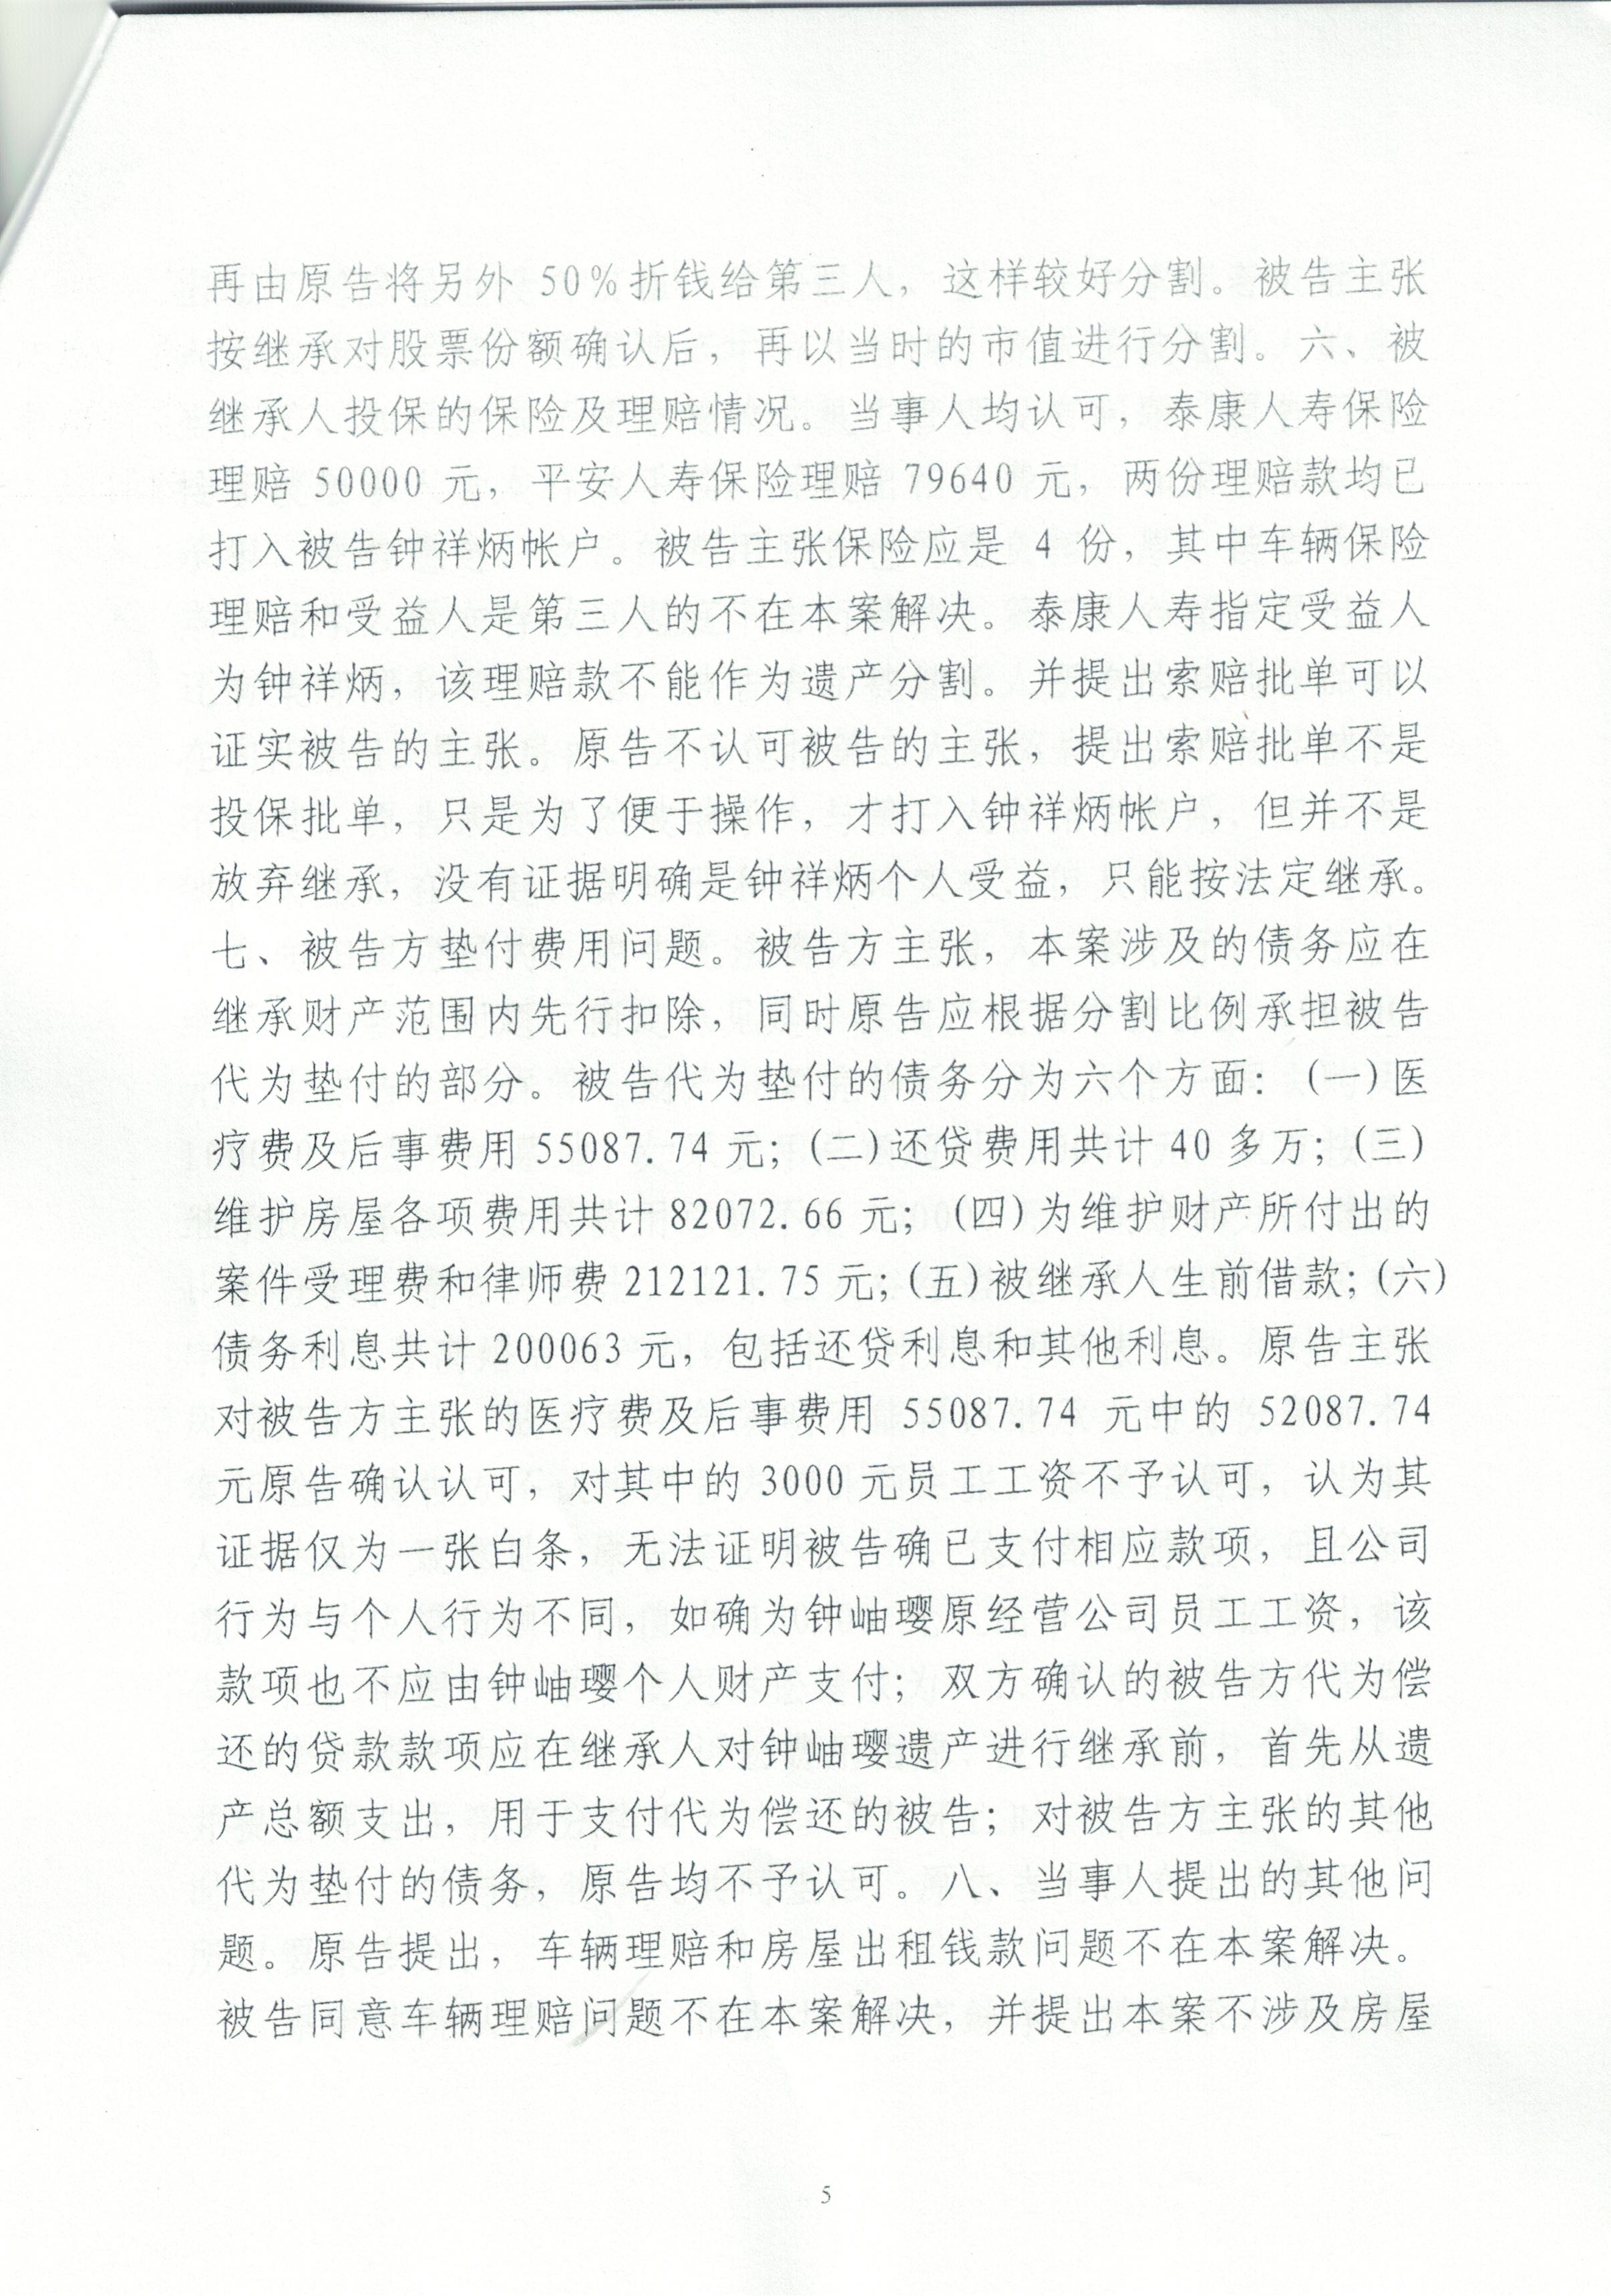 再由原告将另外 50%折钱给第三人，这样较好分割。被告主张
按继承对股票份额确认后，再以当时的市值进行分割。六、被
继承人投保的保险及理赔情况。当事人均认可，泰康人寿保险
理赔 50000 元，平安人寿保险理赔 79640 元，两份理赔款均已
打入被告钟祥炳帐户。被告主张保险应是 4 份，其中车辆保险
理赔和受益人是第三人的不在本案解决。泰康人寿指定受益人
为钟祥炳，该理赔款不能作为遗产分割。并提出索赔批单可以
证实被告的主张。原告不认可被告的主张，提出索赔批单不是
投保批单，只是为了便于操作，才打入钟祥炳帐户，但并不是
放弃继承，没有证据明确是钟祥炳个人受益，只能按法定继承。
七、被告方垫付费用问题。被告方主张，本案涉及的债务应在
继承财产范围内先行扣除，同时原告应根据分割比例承担被告
代为垫付的部分。被告代为垫付的债务分为六个方面：(一)医
疗费及后事费用 55087.74 元；(二)还贷费用共计 40 多万；(三)
维护房屋各项费用共计 82072.66 元；(四)为维护财产所付出的
案件受理费和律师费 212121.75 元；(五)被继承人生前借款；(六)
债务利息共计 200063 元，包括还贷利息和其他利息。原告主张
对被告方主张的医疗费及后事费用 55087.74 元中的 52087.74
元原告确认认可，对其中的 3000 元员工工资不予认可，认为其
证据仅为一张白条，无法证明被告确已支付相应款项，且公司
行为与个人行为不同，如确为钟岫璎原经营公司员工工资，该
款项也不应由钟岫璎个人财产支付；双方确认的被告方代为偿
还的贷款款项应在继承人对钟岫璎遗产进行继承前，首先从遗
产总额支出，用于支付代为偿还的被告；对被告方主张的其他
代为垫付的债务，原告均不予认可。八、当事人提出的其他问
题。原告提出，车辆理赔和房屋出租钱款问题不在本案解决。
被告同意车辆理赔问题不在本案解决，并提出本案不涉及房屋
5